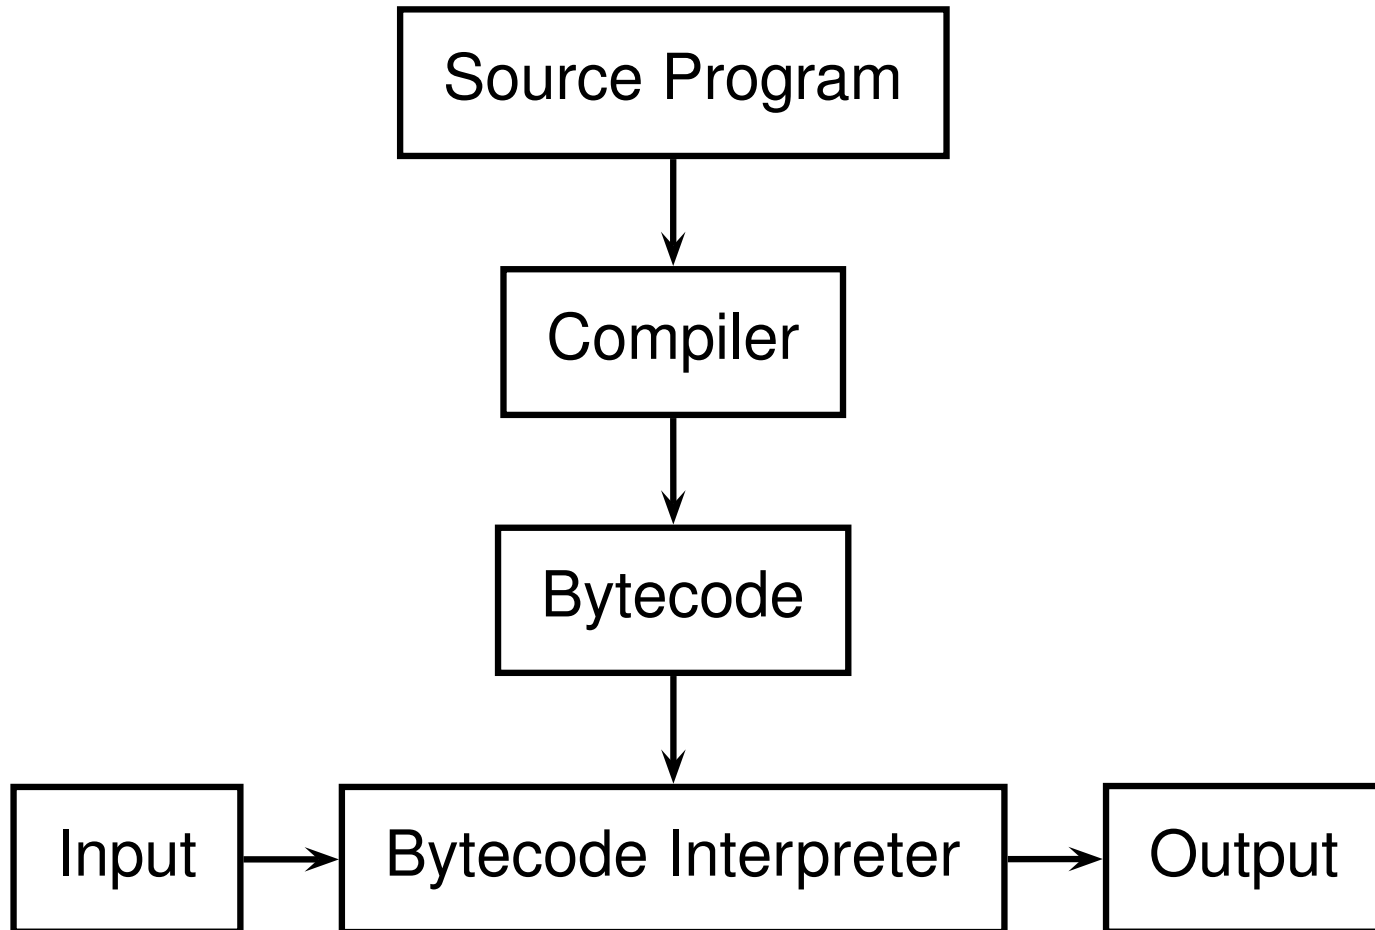 Source Program
Compiler
Bytecode
Input
Bytecode Interpreter
Output